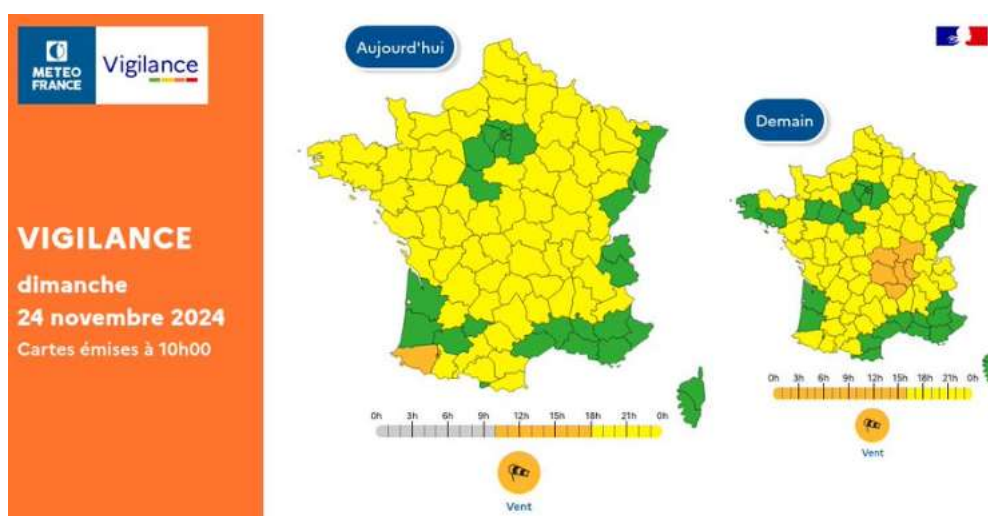 METEO
FRANCE
Vigilance
VIGILANCE
dimanche
24 novembre 2024
Cartes émises à 10h00
Aujourd'hui
0h 3h 6h 9h 12h 15h 18h 21h 0h
Vent
Demain
0h 3h 6h 9h 12h 15h 18h 21h 0h
Vent